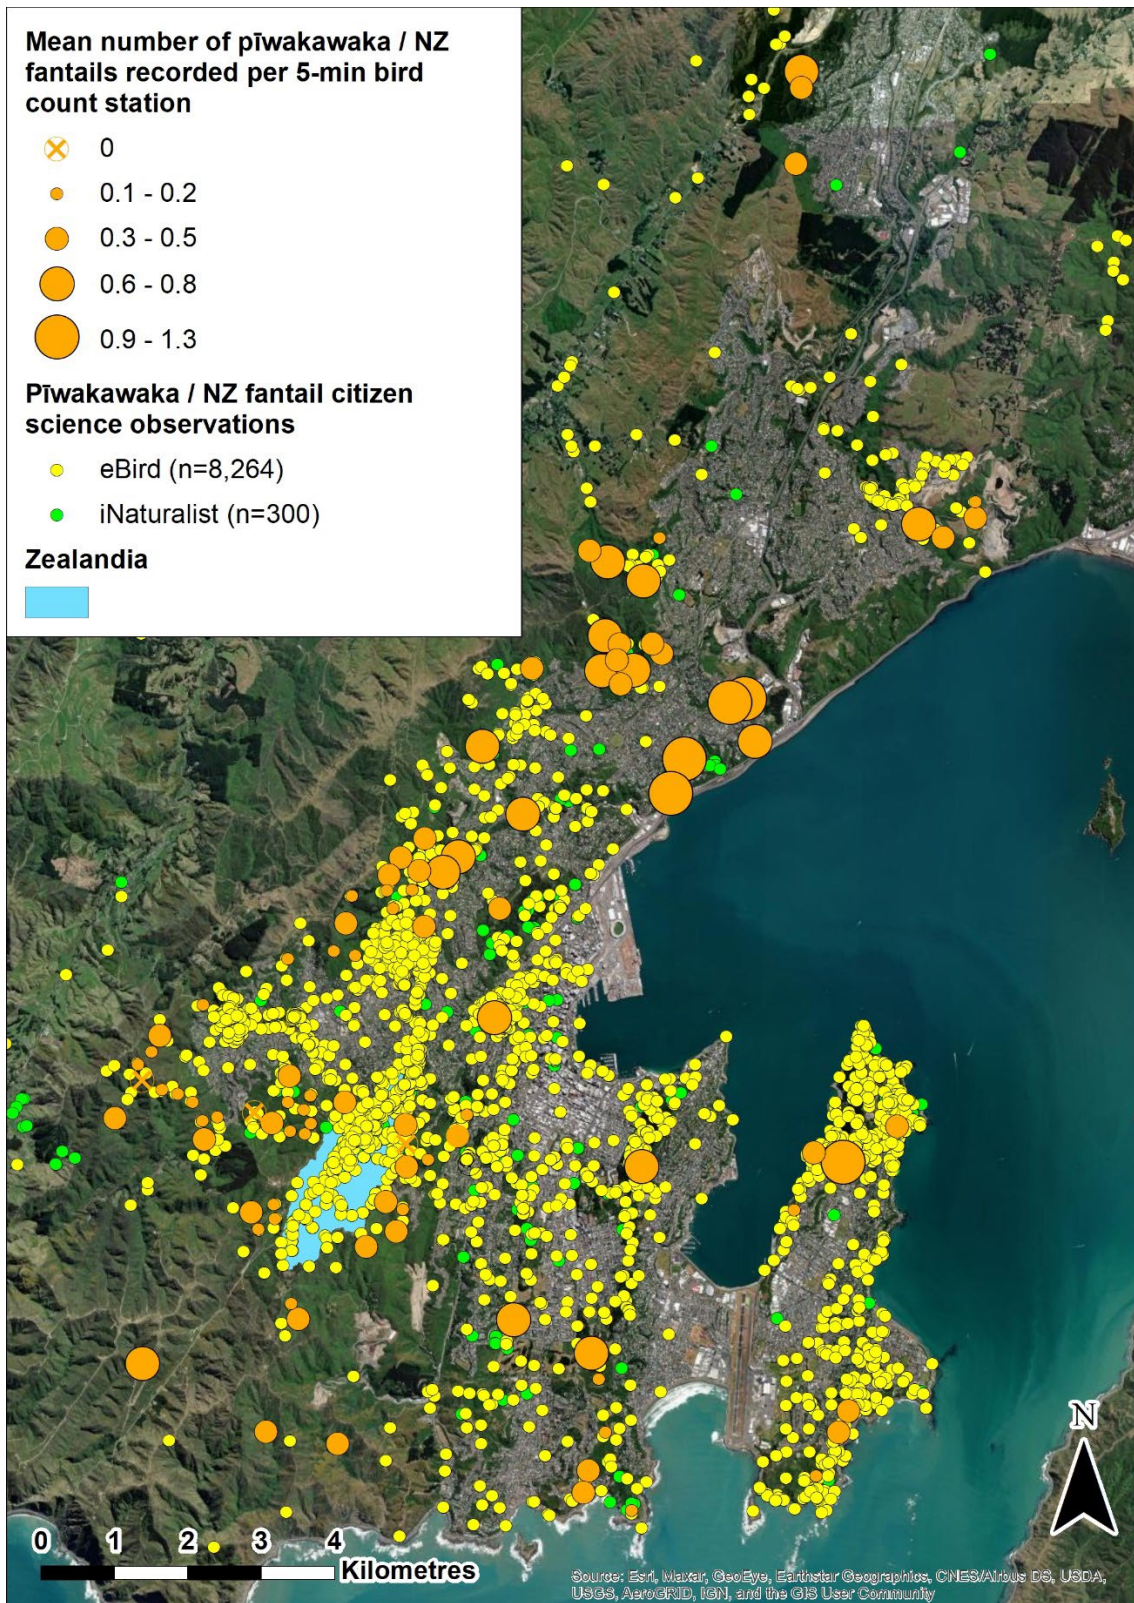 Mean number of pīwakawaka / NZ
fantails recorded per 5-min bird
count station
0
0.1 - 0.2
0.3 - 0.5
0.6 - 0.8
0.9 - 1.3
Pīwakawaka / NZ fantail citizen
science observations
eBird (n=8,264)
iNaturalist (n=300)
Zealandia
N
0 1 2 3 4
Kilometres
Source: Esri, Maxar, GeoEye, Earthstar Geographics, CNES/Airbus DS, USDA,
USGS, AeroGRID, IGN, and the GIS User Community